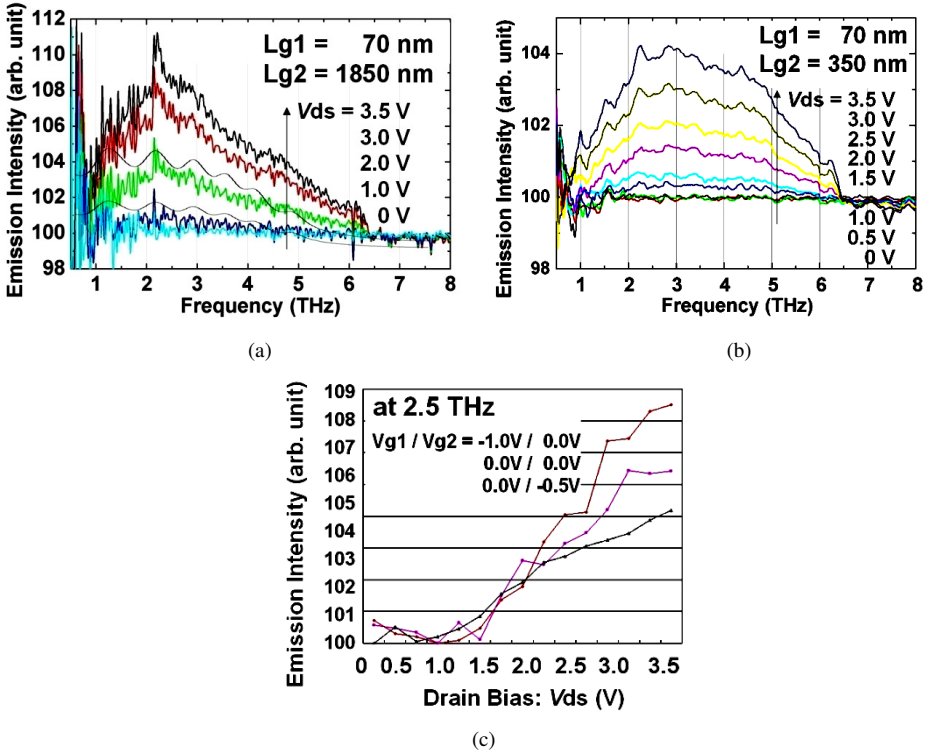 112
110
108
106
104
102
100
98
Emission Intensity (arb. unit)
Lg1 = 70 nm
Lg2 = 1850 nm
Vds = 3.5 V
3.0 V
2.0 V
1.0 V
0 V
1 2 3 4 5 6 7 8
Frequency (THz)
(a)
104
102
100
98
Emission Intensity (arb. unit)
Lg1 = 70 nm
Lg2 = 350 nm
Vds = 3.5 V
3.0 V
2.5 V
2.0 V
1.5 V
1.0 V
0.5 V
0 V
1 2 3 4 5 6 7 8
Frequency (THz)
(b)
109
108
107
106
105
104
103
102
101
100
Emission Intensity (arb. unit)
at 2.5 THz
Vg1 / Vg2 = -1.0V / 0.0V
0.0V / 0.0V
0.0V / -0.5V
0 0.5 1.0 1.5 2.0 2.5 3.0 3.5
Drain Bias: Vds (V)
(c)